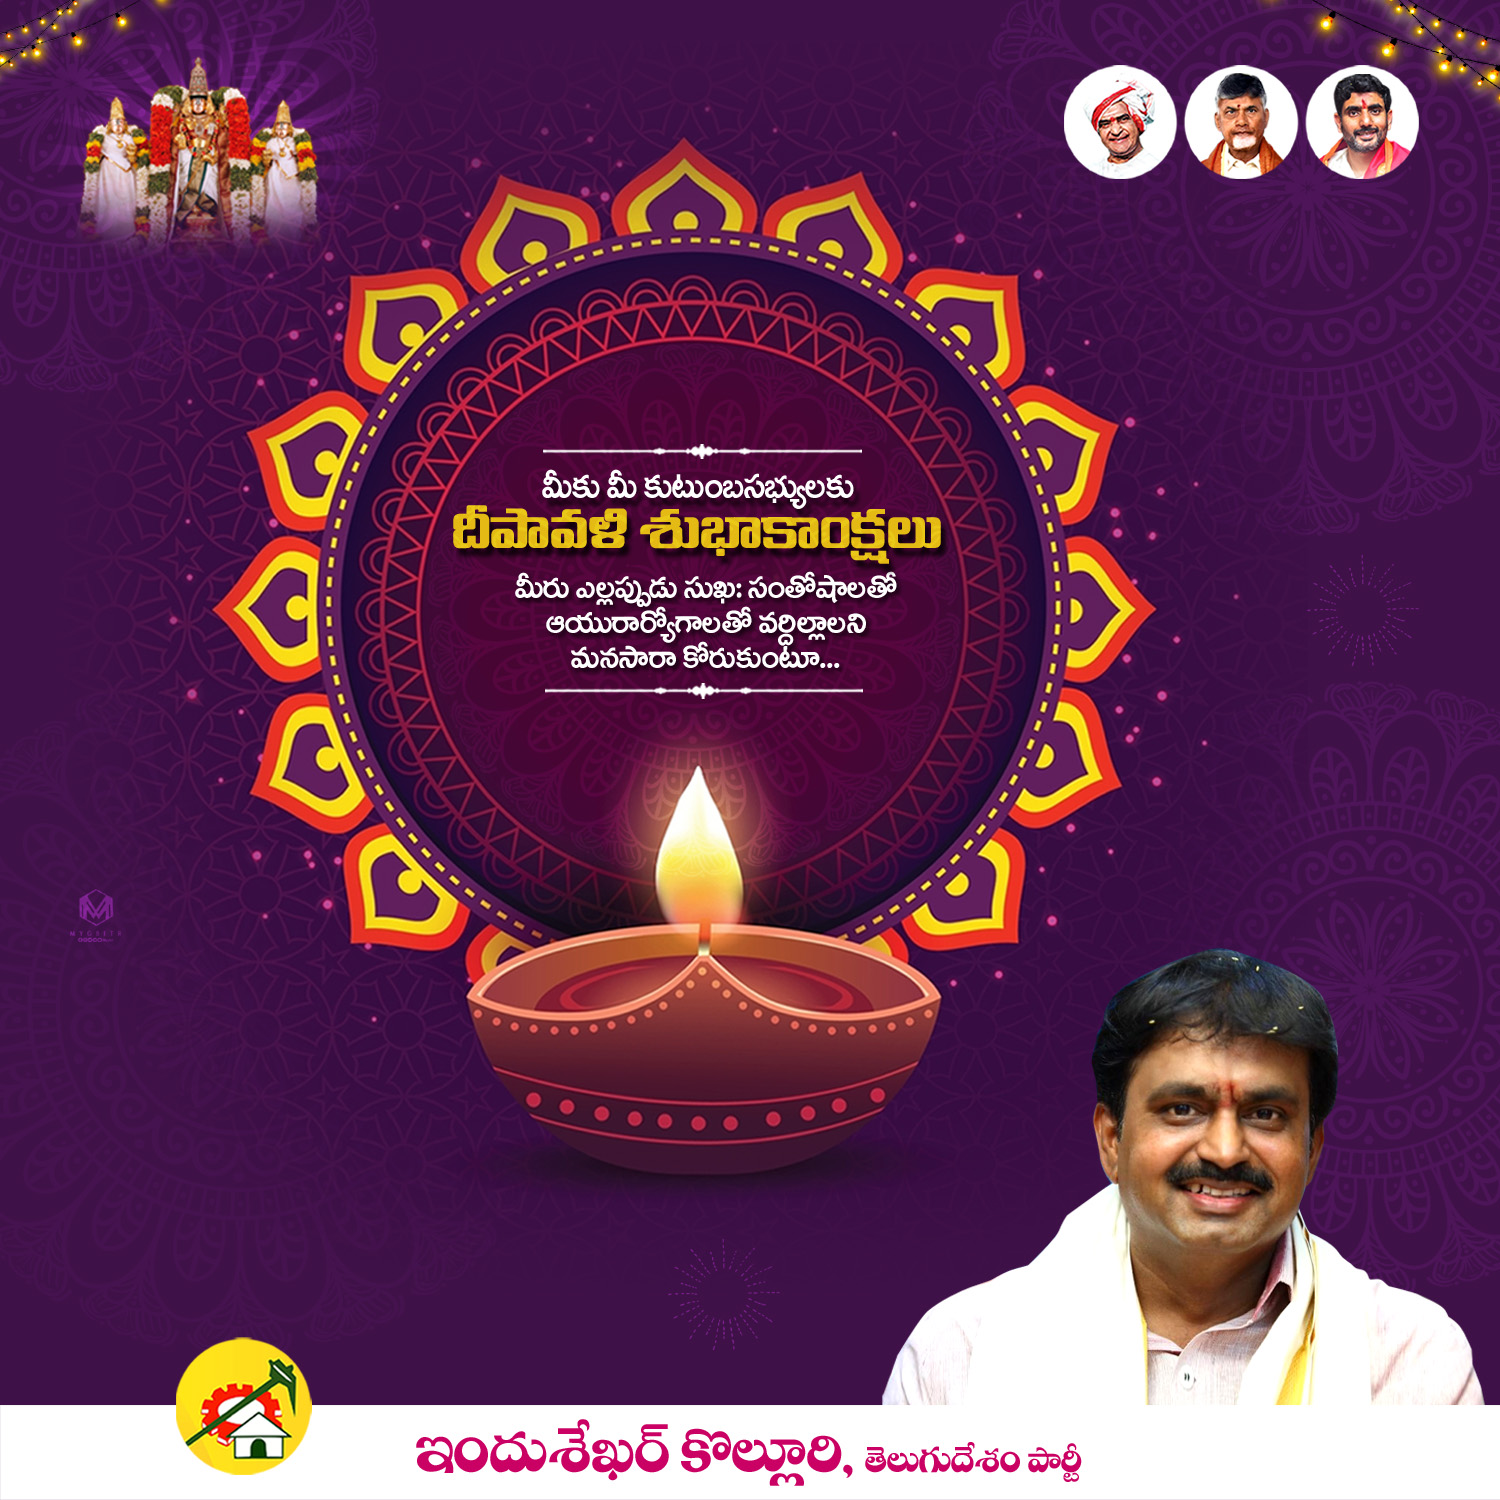 మీకు మీ కుటుంబసభ్యులకు
దీపావళి శుభాకాంక్షలు
మీరు ఎల్లప్పుడు సుఖ: సంతోషాలతో
ఆయురార్యోగాలతో వర్ధిల్లాలని
మనసారా కోరుకుంటూ...
ఇందుశేఖర్ కొల్లూరి, తెలుగుదేశం పార్టీ